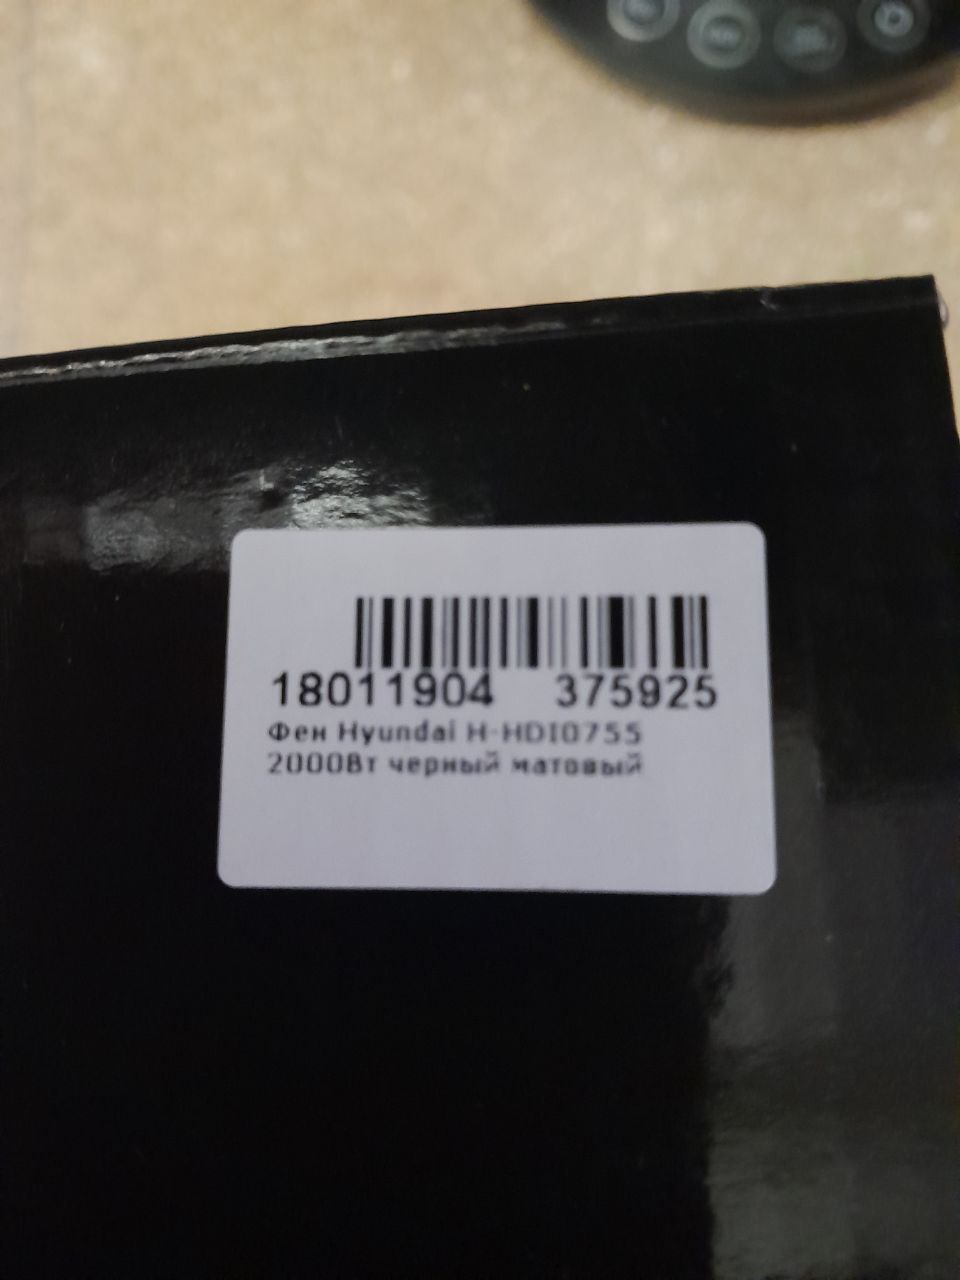 18011904 375925
Фен Hyundai H-HDI0755
2000Вт черный матовый